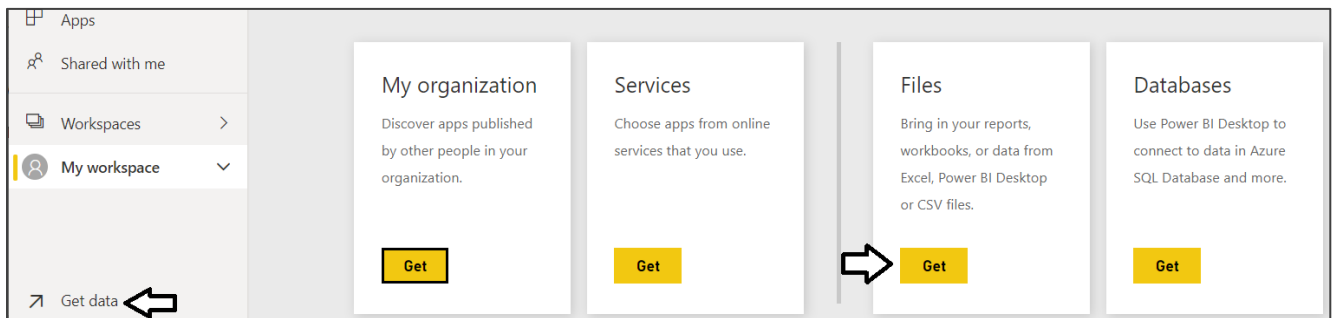 Apps
Shared with me
Workspaces
My workspace
Get data
My organization
Discover apps published
by other people in your
organization.
Get
Services
Choose apps from online
services that you use.
Get
Files
Bring in your reports,
workbooks, or data from
Excel, Power BI Desktop
or CSV files.
Get
Databases
Use Power BI Desktop to
connect to data in Azure
SQL Database and more.
Get